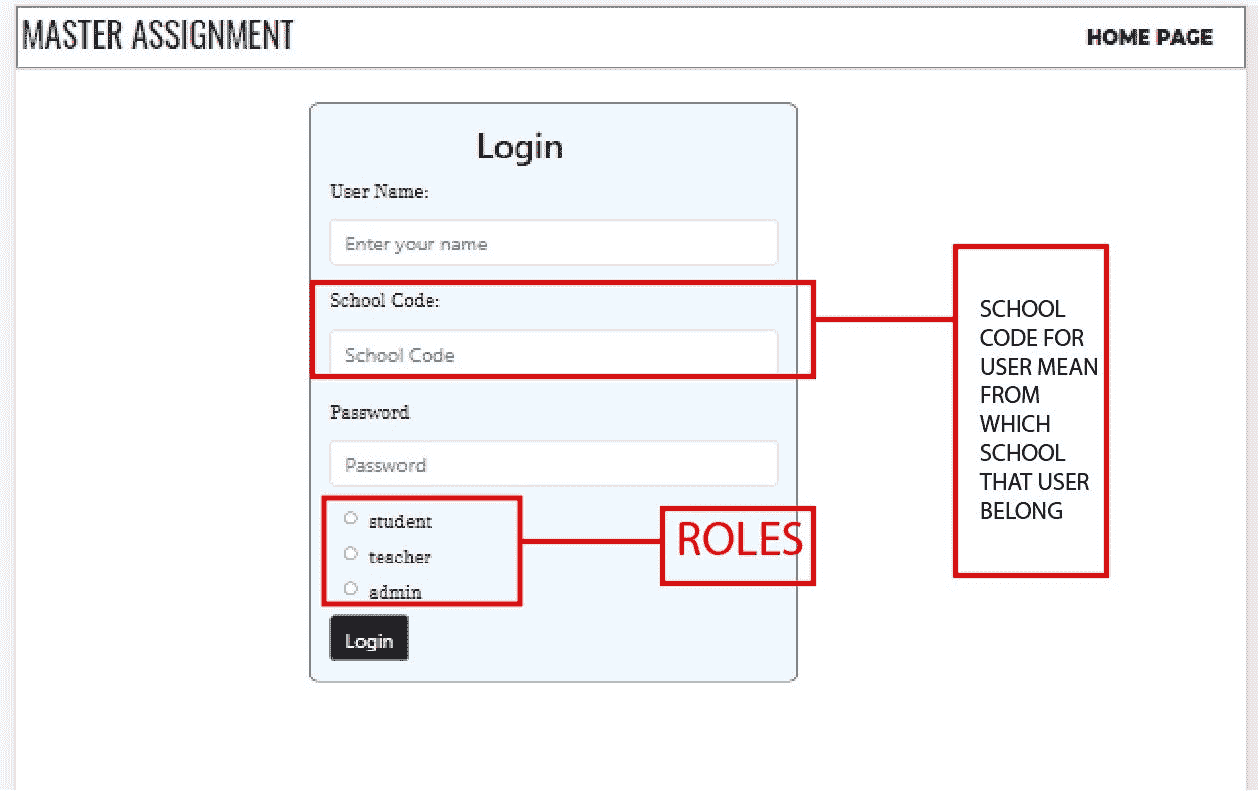 MASTER ASSIGNMENT
HOME PAGE
Login
User Name:
Enter your name
School Code:
School Code
Password
Password
student
teacher
admin
Login
ROLES
SCHOOL
CODE FOR
USER MEAN
FROM
WHICH
SCHOOL
THAT USER
BELONG